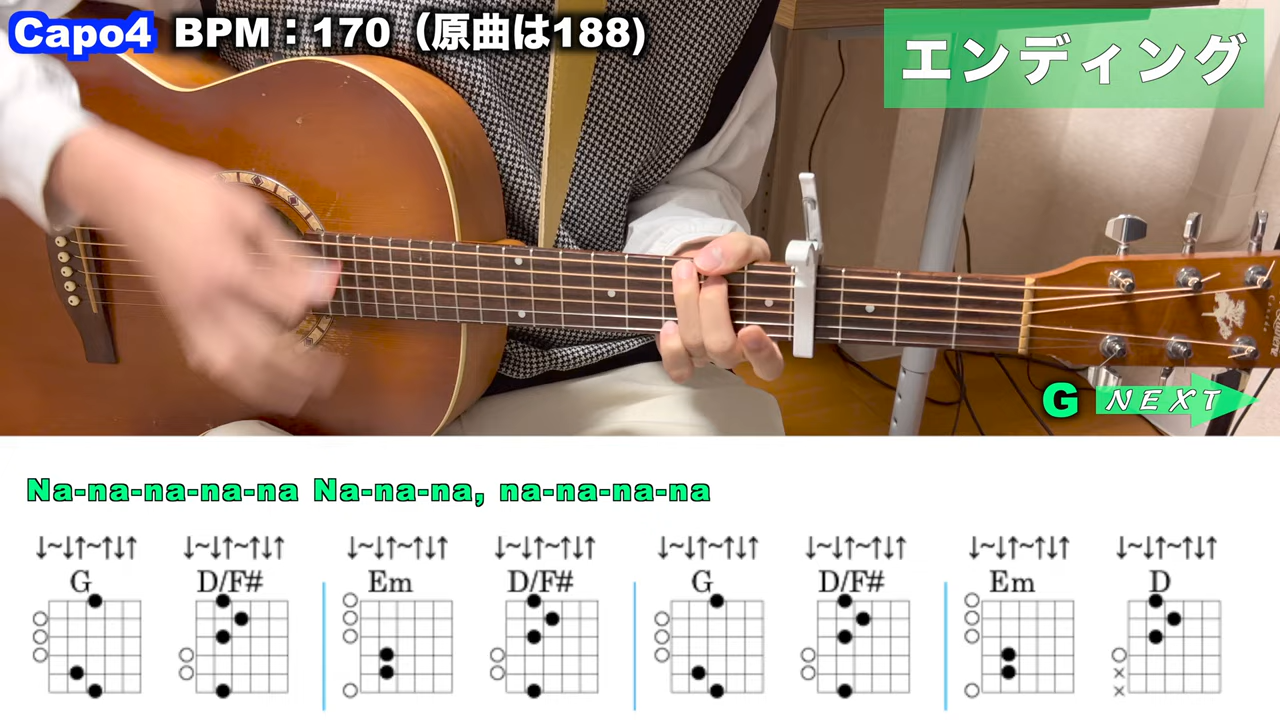 Capo4 BPM：170（原曲は188)
エンディング
G NEXT
Na-na-na-na-na Na-na-na, na-na-na-na
↓~↓↑~↑↓↑ ↓~↓↑~↑↓↑ ↓~↓↑~↑↓↑ ↓~↓↑~↑↓↑ ↓~↓↑~↑↓↑ ↓~↓↑~↑↓↑ ↓~↓↑~↑↓↑ ↓~↓↑~↑↓↑
G D/F# Em D/F# G D/F# Em D
×
×